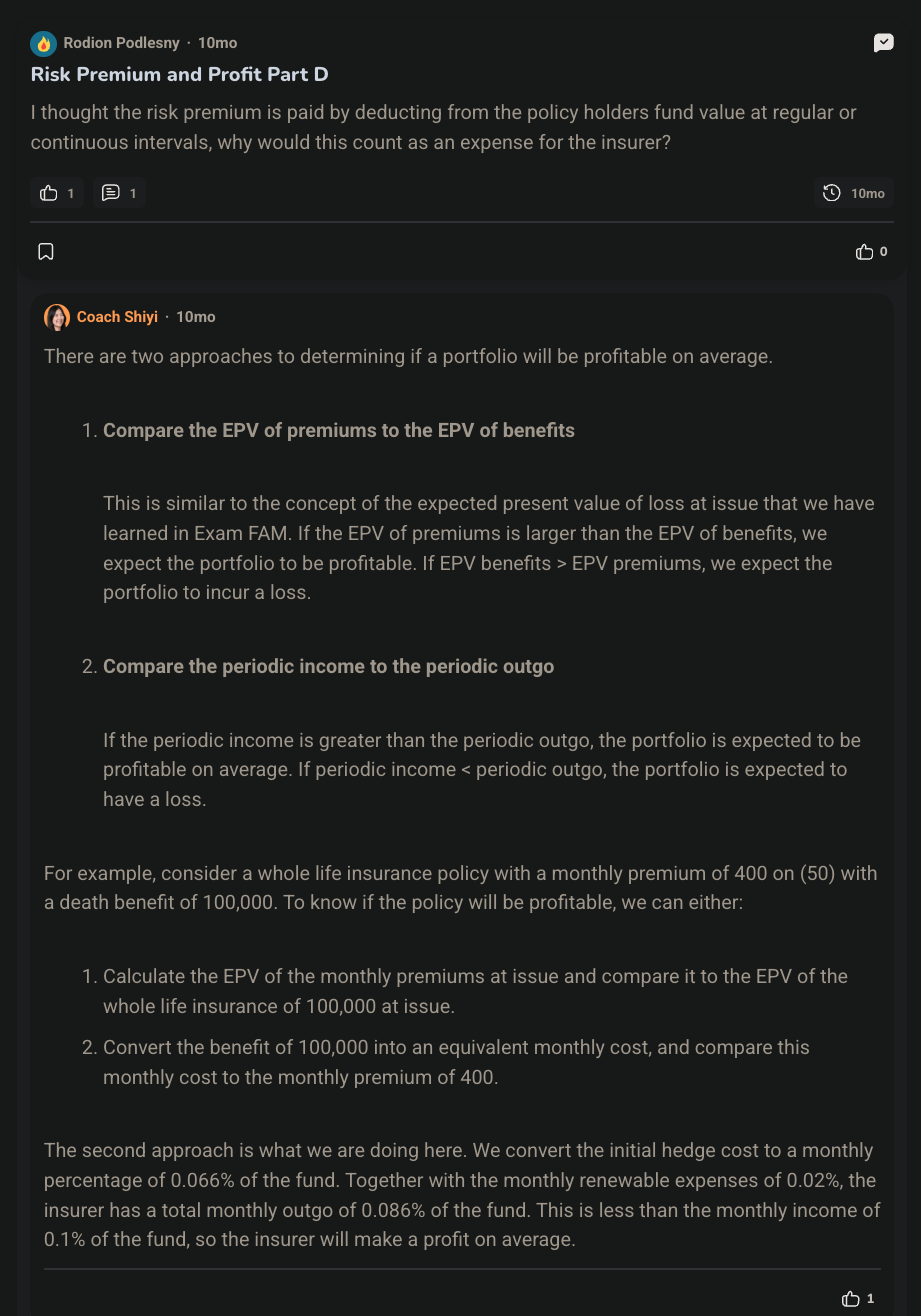 Rodion Podlesny · 10mo
Risk Premium and Profit Part D
I thought the risk premium is paid by deducting from the policy holders fund value at regular or
continuous intervals, why would this count as an expense for the insurer?
1 1 10mo
0
Coach Shiyi · 10mo
There are two approaches to determining if a portfolio will be profitable on average.
1. Compare the EPV of premiums to the EPV of benefits
This is similar to the concept of the expected present value of loss at issue that we have
learned in Exam FAM. If the EPV of premiums is larger than the EPV of benefits, we
expect the portfolio to be profitable. If EPV benefits > EPV premiums, we expect the
portfolio to incur a loss.
2. Compare the periodic income to the periodic outgo
If the periodic income is greater than the periodic outgo, the portfolio is expected to be
profitable on average. If periodic income < periodic outgo, the portfolio is expected to
have a loss.
For example, consider a whole life insurance policy with a monthly premium of 400 on (50) with
a death benefit of 100,000. To know if the policy will be profitable, we can either:
1. Calculate the EPV of the monthly premiums at issue and compare it to the EPV of the
whole life insurance of 100,000 at issue.
2. Convert the benefit of 100,000 into an equivalent monthly cost, and compare this
monthly cost to the monthly premium of 400.
The second approach is what we are doing here. We convert the initial hedge cost to a monthly
percentage of 0.066% of the fund. Together with the monthly renewable expenses of 0.02%, the
insurer has a total monthly outgo of 0.086% of the fund. This is less than the monthly income of
0.1% of the fund, so the insurer will make a profit on average.
1